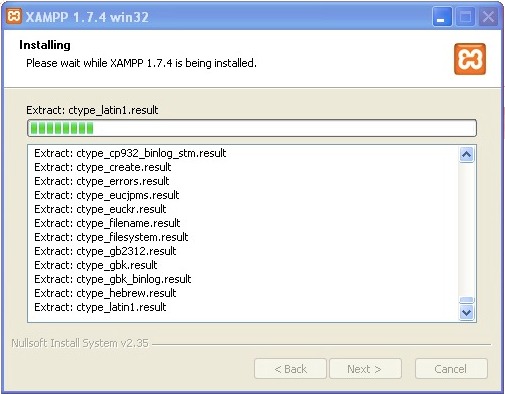 XAMPP 1.7.4 win32
Installing
Please wait while XAMPP 1.7.4 is being installed.
Extract: ctype_latin1.result
Extract: ctype_cp932_binlog_stm.result
Extract: ctype_create.result
Extract: ctype_errors.result
Extract: ctype_eucjpms.result
Extract: ctype_euckr.result
Extract: ctype_filename.result
Extract: ctype_filesystem.result
Extract: ctype_gb2312.result
Extract: ctype_gbk.result
Extract: ctype_gbk_binlog.result
Extract: ctype_hebrew.result
Extract: ctype_latin1.result
Nullsoft Install System v2.35
< Back Next > Cancel